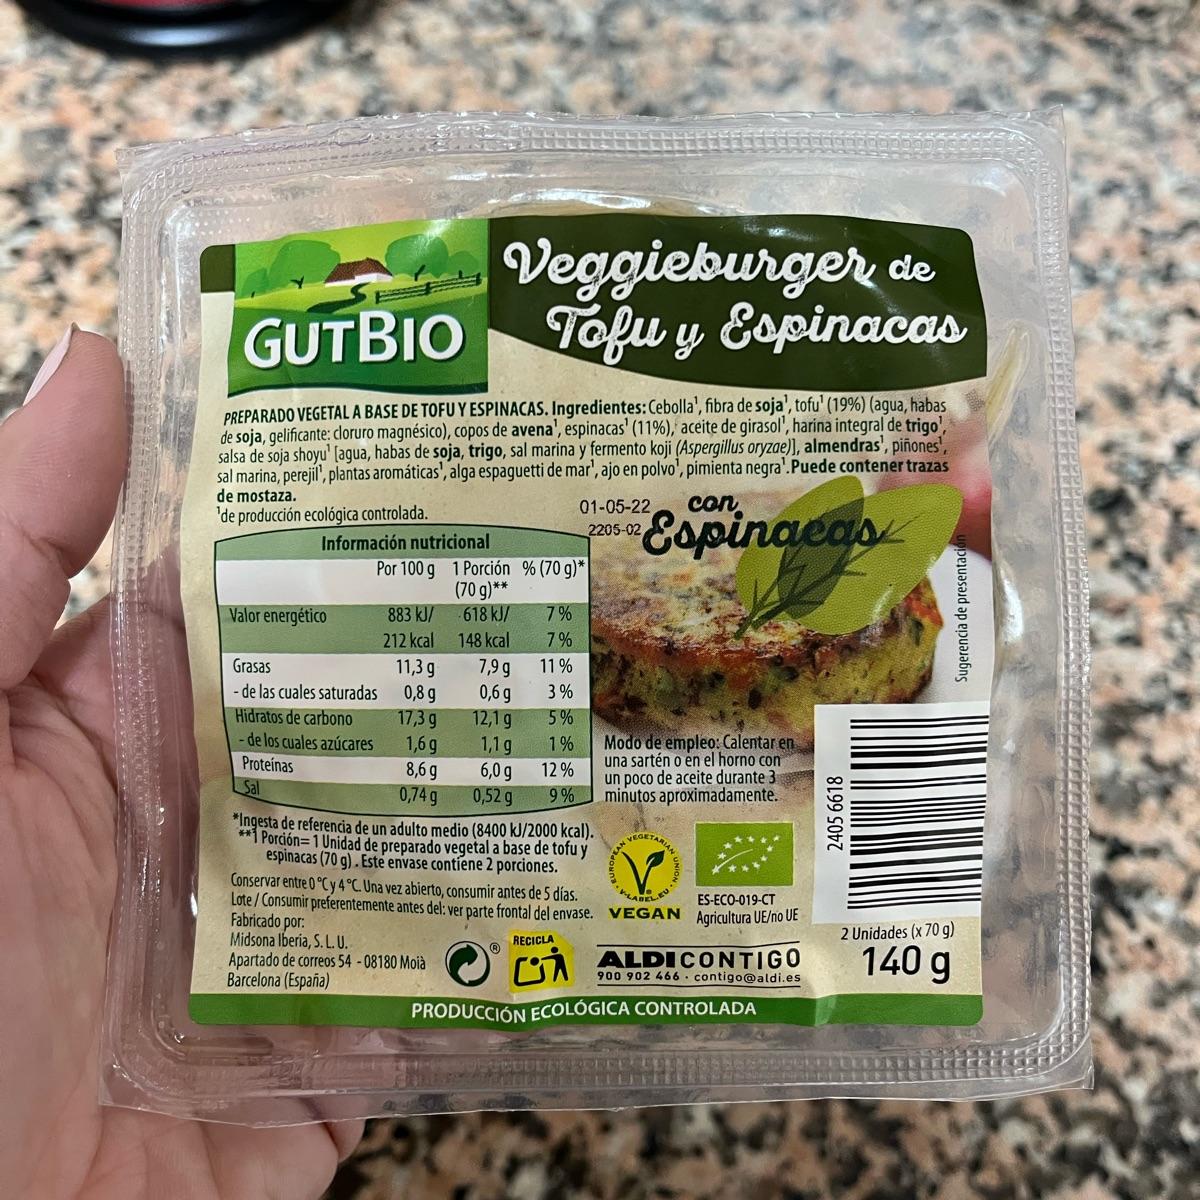 GUTBIO
Veggieburger de
Tofu y Espinacas
PREPARADO VEGETAL A BASE DE TOFU Y ESPINACAS. Ingredientes: Cebolla¹, fibra de soja¹, tofu¹ (19%) (agua, habas
de soja, gelificante: cloruro magnésico), copos de avena¹, espinacas¹ (11%), aceite de girasol¹, harina integral de trigo¹,
salsa de soja shoyu¹ [agua, habas de soja, trigo, sal marina y fermento koji (Aspergillus oryzae)], almendras¹, piñones¹,
sal marina, perejil¹, plantas aromáticas¹, alga espaguetti de mar¹, ajo en polvo¹, pimienta negra¹. Puede contener trazas
de mostaza.
¹de producción ecológica controlada.
01-05-22
2205-02
con
Espinacas
Sugerencia de presentación
Información nutricional
Por 100 g 1 Porción % (70 g)*
(70 g)**
Valor energético 883 kJ/ 618 kJ/ 7 %
212 kcal 148 kcal 7 %
Grasas 11,3 g 7,9 g 11 %
- de las cuales saturadas 0,8 g 0,6 g 3 %
Hidratos de carbono 17,3 g 12,1 g 5 %
- de los cuales azúcares 1,6 g 1,1 g 1 %
Proteínas 8,6 g 6,0 g 12 %
Sal 0,74 g 0,52 g 9 %
*Ingesta de referencia de un adulto medio (8400 kJ/2000 kcal).
**1 Porción= 1 Unidad de preparado vegetal a base de tofu y
espinacas (70 g). Este envase contiene 2 porciones.
Conservar entre 0 °C y 4 °C. Una vez abierto, consumir antes de 5 días.
Lote / Consumir preferentemente antes del: ver parte frontal del envase.
Fabricado por:
Midsona Iberia, S. L. U.
Apartado de correos 54 - 08180 Moià
Barcelona (España)
Modo de empleo: Calentar en
una sartén o en el horno con
un poco de aceite durante 3
minutos aproximadamente.
EUROPEAN VEGETARIAN UNION
V-LABEL.EU
VEGAN
ES-ECO-019-CT
Agricultura UE/no UE
®
RECICLA
ALDI CONTIGO
900 902 466 · contigo@aldi.es
2405 6618
2 Unidades (x 70 g)
140 g
PRODUCCIÓN ECOLÓGICA CONTROLADA